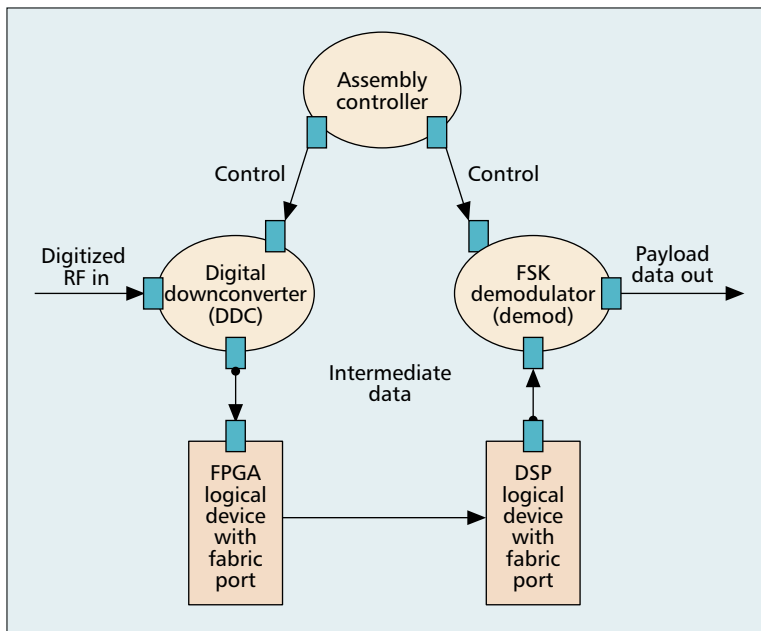 Assembly
controller
Control
Control
Digitized
RF in
Digital
downconverter
(DDC)
FSK
demodulator
(demod)
Payload
data out
Intermediate
data
FPGA
logical
device
with
fabric
port
DSP
logical
device
with
fabric
port